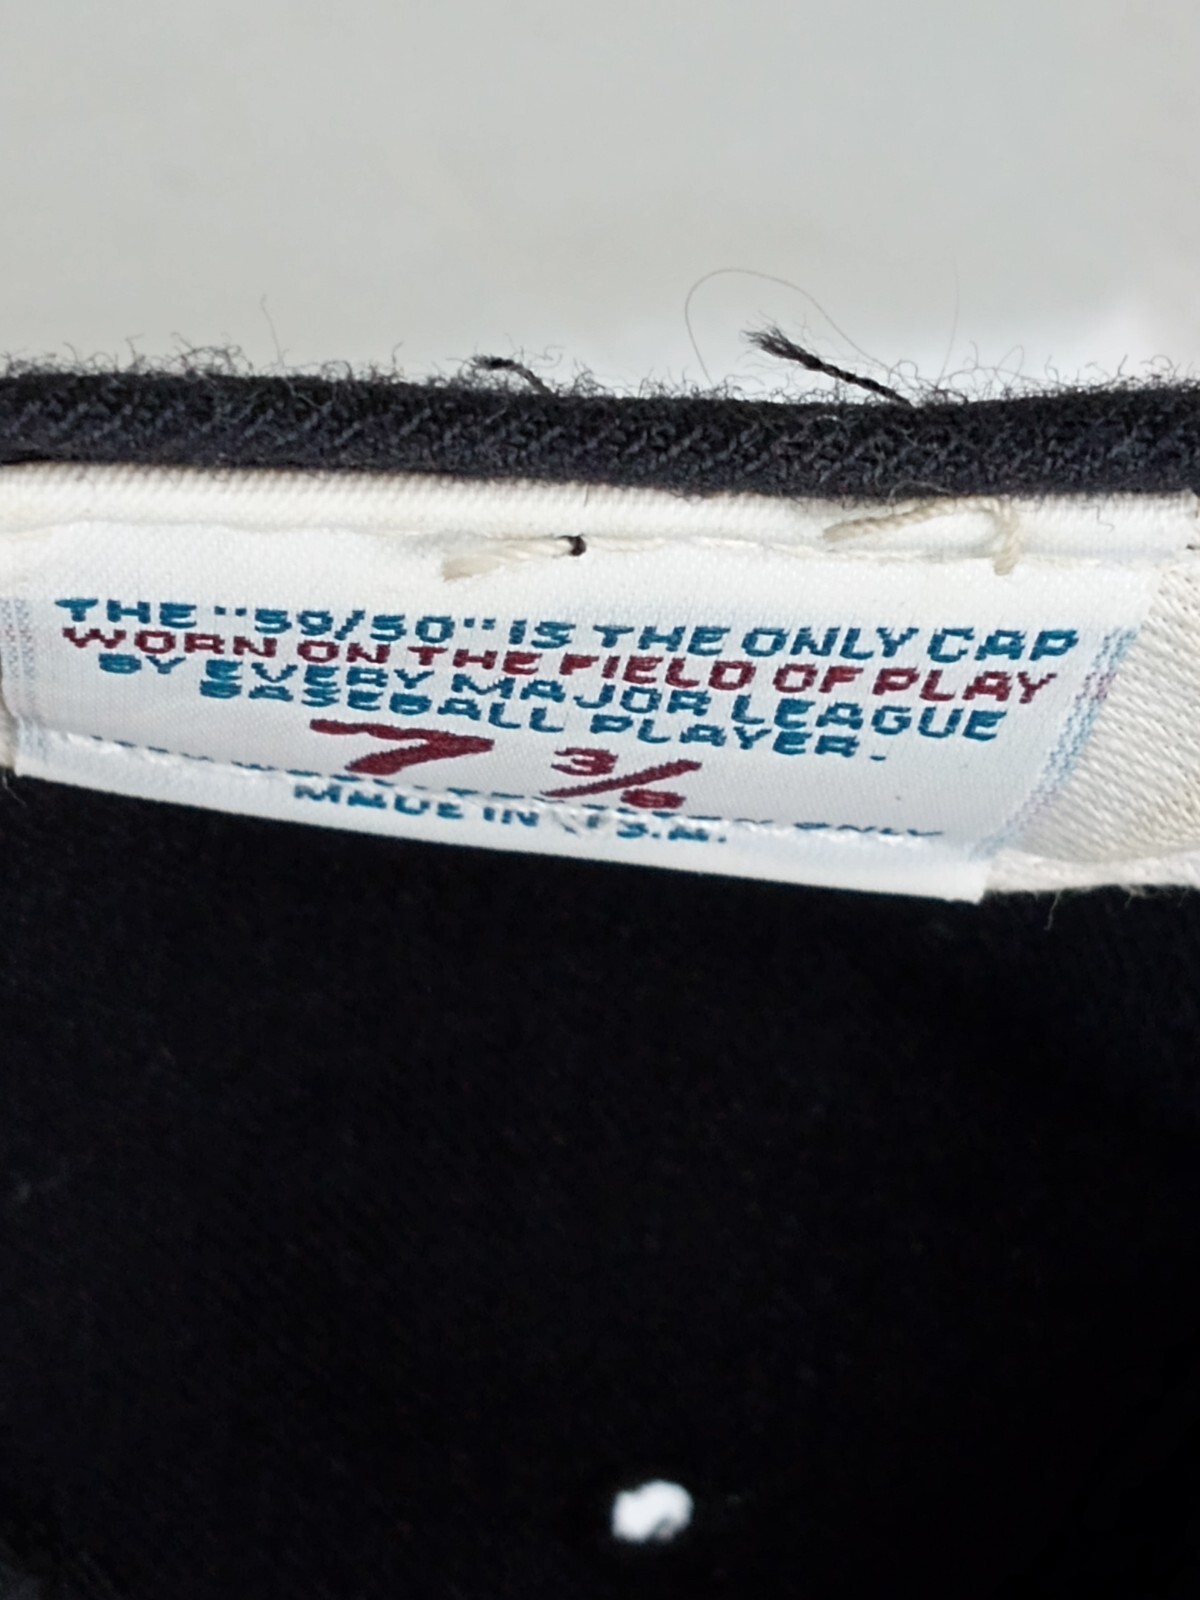 THE "59/50" IS THE ONLY CAP
WORN ON THE FIELD OF PLAY
BY EVERY MAJOR LEAGUE
BASEBALL PLAYER.
7 3/8
ONLY
MADE IN U.S.A.